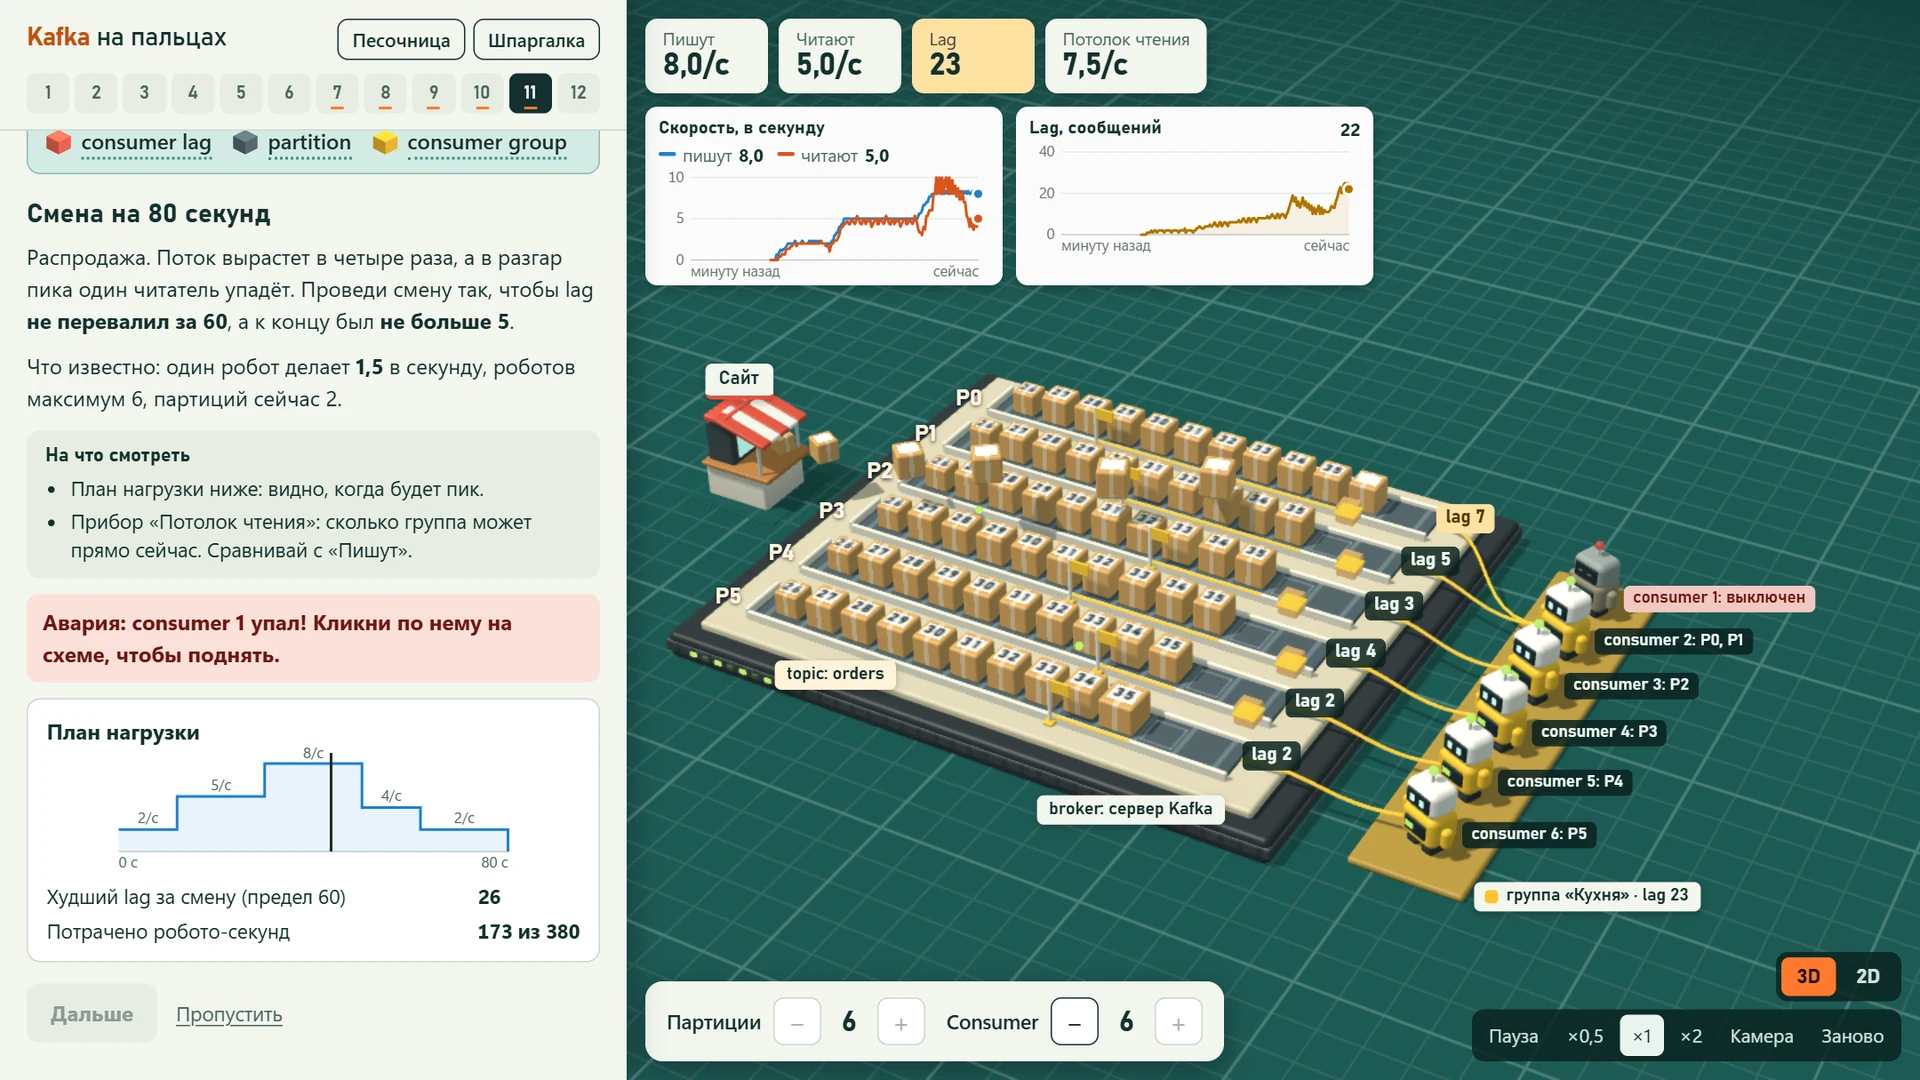 Kafka на пальцах
Песочница
Шпаргалка
1 2 3 4 5 6 7 8 9 10 11 12
consumer lag
partition
consumer group
Смена на 80 секунд
Распродажа. Поток вырастет в четыре раза, а в разгар
пика один читатель упадёт. Проведи смену так, чтобы lag
не перевалил за 60, а к концу был не больше 5.
Что известно: один робот делает 1,5 в секунду, роботов
максимум 6, партиций сейчас 2.
На что смотреть
• План нагрузки ниже: видно, когда будет пик.
• Прибор «Потолок чтения»: сколько группа может
прямо сейчас. Сравнивай с «Пишут».
Авария: consumer 1 упал! Кликни по нему на
схеме, чтобы поднять.
План нагрузки
8/с
5/с
4/с
2/с
2/с
0 с
80 с
Худший lag за смену (предел 60) 26
Потрачено робото-секунд 173 из 380
Дальше
Пропустить
Пишут
8,0/с
Читают
5,0/с
Lag
23
Потолок чтения
7,5/с
Скорость, в секунду
пишут 8,0 читают 5,0
10
5
0
минуту назад
сейчас
Lag, сообщений 22
40
20
0
минуту назад
сейчас
Сайт
P0
P1
P2
P3
P4
P5
lag 7
lag 5
lag 3
lag 4
lag 2
lag 2
topic: orders
broker: сервер Kafka
consumer 1: выключен
consumer 2: P0, P1
consumer 3: P2
consumer 4: P3
consumer 5: P4
consumer 6: P5
группа «Кухня» · lag 23
Партиции − 6 +
Consumer − 6 +
3D 2D
Пауза ×0,5 ×1 ×2 Камера Заново